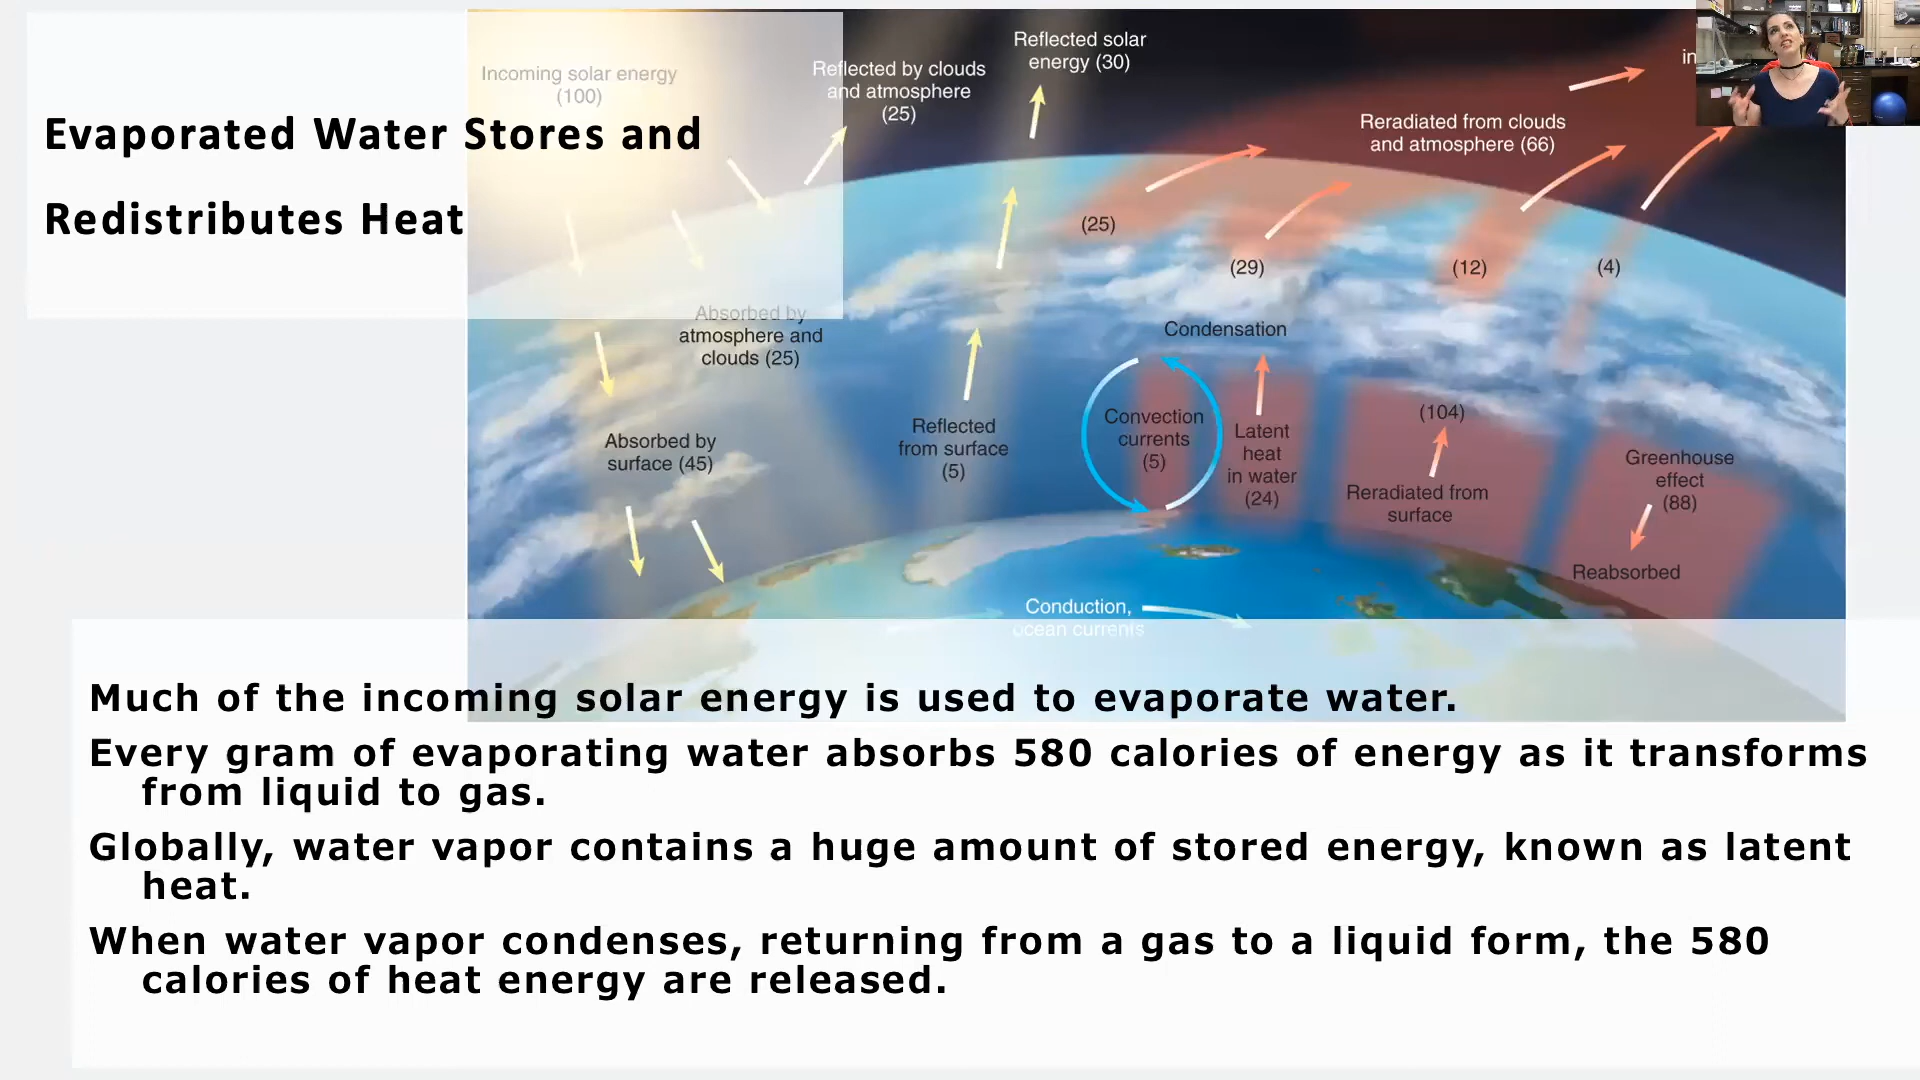 Evaporated Water Stores and
Redistributes Heat
Incoming solar energy
(100)
Reflected by clouds
and atmosphere
(25)
Reflected solar
energy (30)
Reradiated from clouds
and atmosphere (66)
in
(25)
(29)
(12)
(4)
Absorbed by
atmosphere and
clouds (25)
Condensation
Absorbed by
surface (45)
Reflected
from surface
(5)
Convection
currents
(5)
Latent
heat
in water
(24)
(104)
Reradiated from
surface
Greenhouse
effect
(88)
Reabsorbed
Conduction,
ocean currents
Much of the incoming solar energy is used to evaporate water.
Every gram of evaporating water absorbs 580 calories of energy as it transforms
from liquid to gas.
Globally, water vapor contains a huge amount of stored energy, known as latent
heat.
When water vapor condenses, returning from a gas to a liquid form, the 580
calories of heat energy are released.